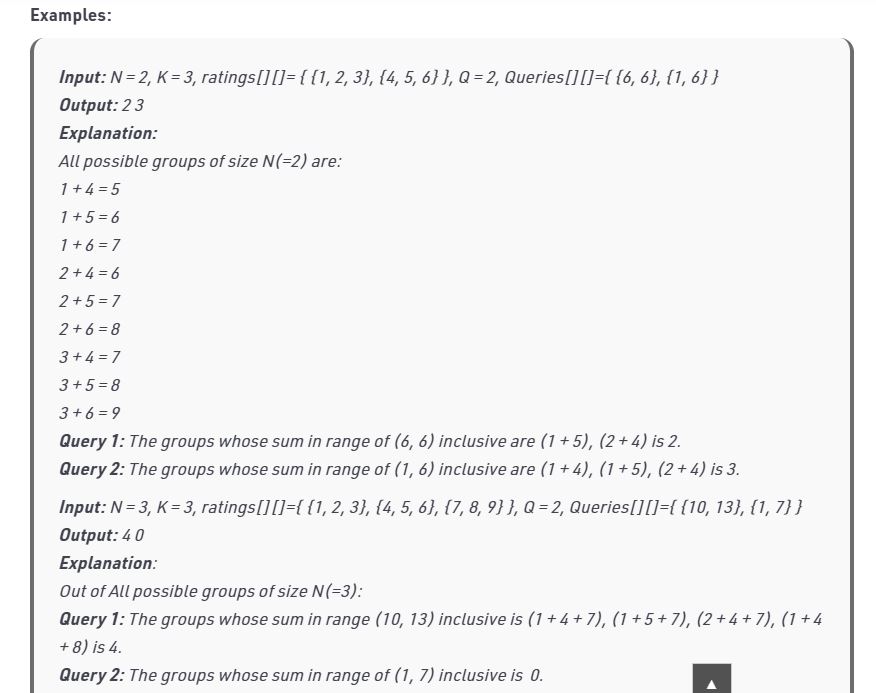 Examples:
Input: N = 2, K = 3, ratings[][]= { {1, 2, 3}, {4, 5, 6} }, Q = 2, Queries[][]={ {6, 6}, {1, 6} }
Output: 2 3
Explanation:
All possible groups of size N(=2) are:
1 + 4 = 5
1 + 5 = 6
1 + 6 = 7
2 + 4 = 6
2 + 5 = 7
2 + 6 = 8
3 + 4 = 7
3 + 5 = 8
3 + 6 = 9
Query 1: The groups whose sum in range of (6, 6) inclusive are (1 + 5), (2 + 4) is 2.
Query 2: The groups whose sum in range of (1, 6) inclusive are (1 + 4), (1 + 5), (2 + 4) is 3.
Input: N = 3, K = 3, ratings[][]={ {1, 2, 3}, {4, 5, 6}, {7, 8, 9} }, Q = 2, Queries[][]={ {10, 13}, {1, 7} }
Output: 4 0
Explanation:
Out of All possible groups of size N(=3):
Query 1: The groups whose sum in range (10, 13) inclusive is (1 + 4 + 7), (1 + 5 + 7), (2 + 4 + 7), (1 + 4
+ 8) is 4.
Query 2: The groups whose sum in range of (1, 7) inclusive is  0.